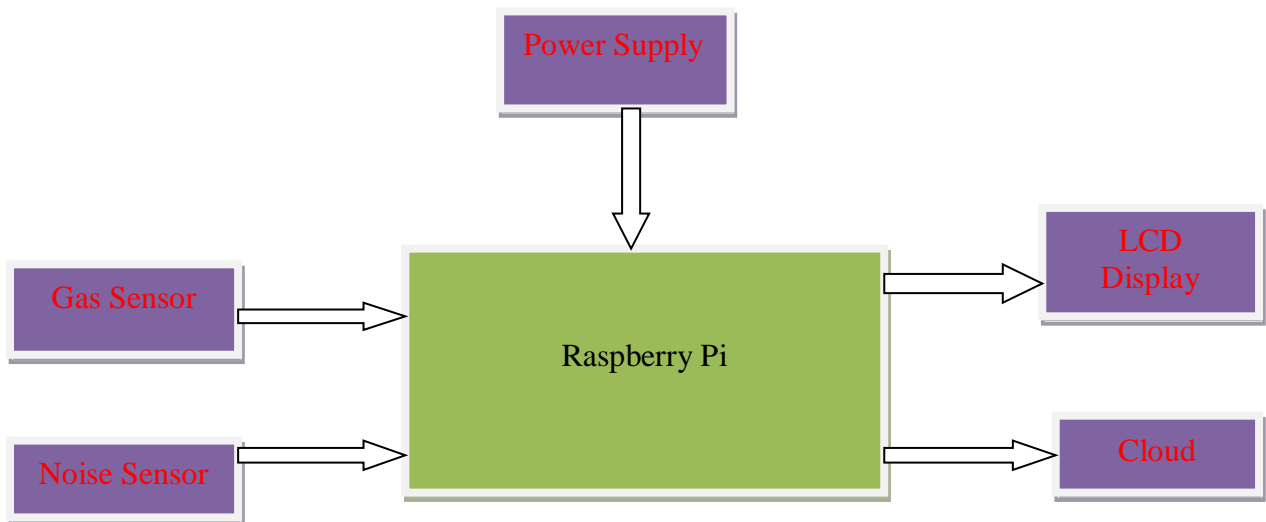 Power Supply
LCD
Display
Gas Sensor
Raspberry Pi
Noise Sensor
Cloud